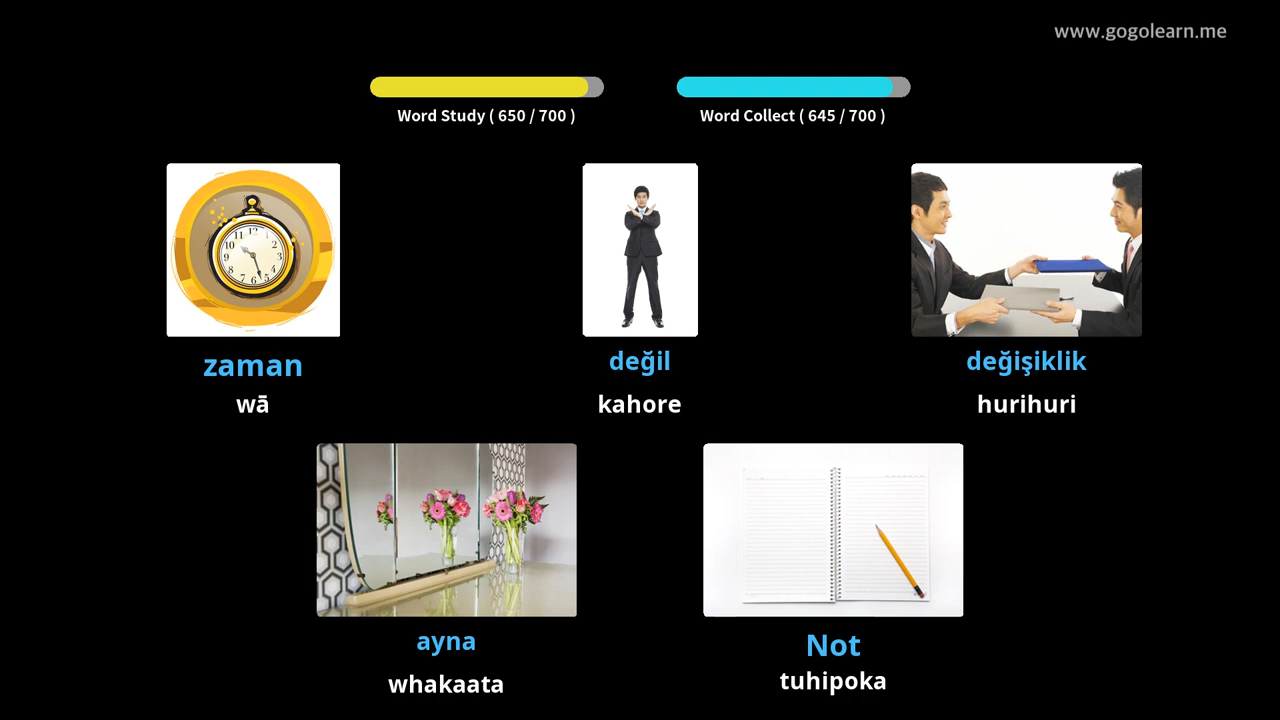 www.gogolearn.me
Word Study ( 650 / 700 )
Word Collect ( 645 / 700 )
zaman
wā
değil
kahore
değişiklik
hurihuri
ayna
whakaata
Not
tuhipoka